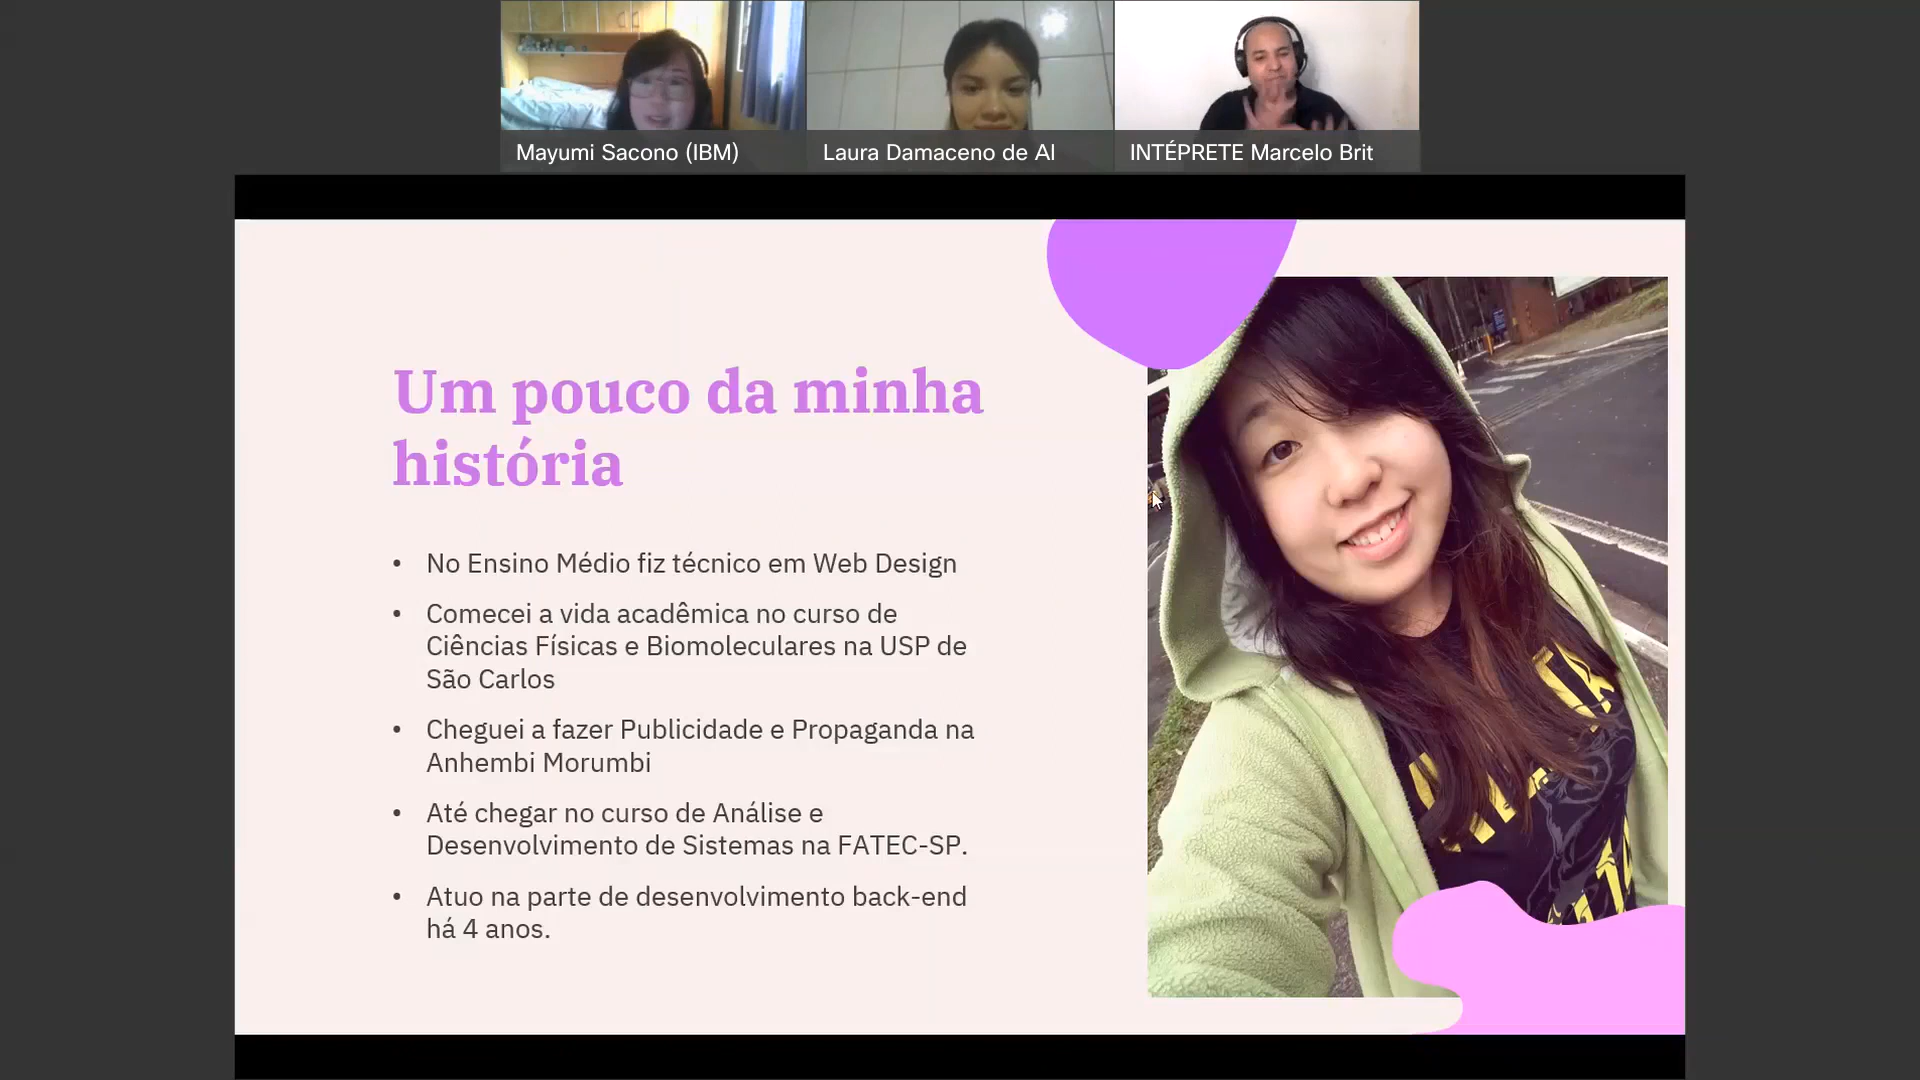 Mayumi Sacono (IBM)
Laura Damaceno de Al
INTÉPRETE Marcelo Brit
Um pouco da minha
história
• No Ensino Médio fiz técnico em Web Design
• Comecei a vida acadêmica no curso de
Ciências Físicas e Biomoleculares na USP de
São Carlos
• Cheguei a fazer Publicidade e Propaganda na
Anhembi Morumbi
• Até chegar no curso de Análise e
Desenvolvimento de Sistemas na FATEC-SP.
• Atuo na parte de desenvolvimento back-end
há 4 anos.